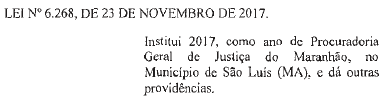 LEI Nº 6.268, DE 23 DE NOVEMBRO DE 2017.
Institui 2017, como ano de Procuradoria
Geral de Justiça do Maranhão, no
Município de São Luís (MA), e dá outras
providências.